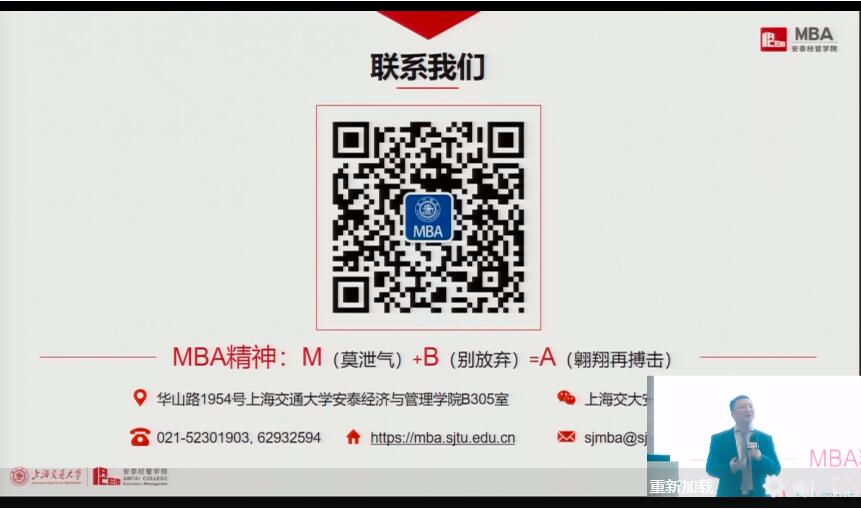 MBA
安泰经管学院
联系我们
MBA
MBA精神：M（莫泄气）+B（别放弃）=A（翱翔再搏击）
华山路1954号上海交通大学安泰经济与管理学院B305室
上海交大安
021-52301903, 62932594
https://mba.sjtu.edu.cn
sjmba@sj
MBA
上海交通大学
安泰经管学院
ANTAI COLLEGE
重新加载